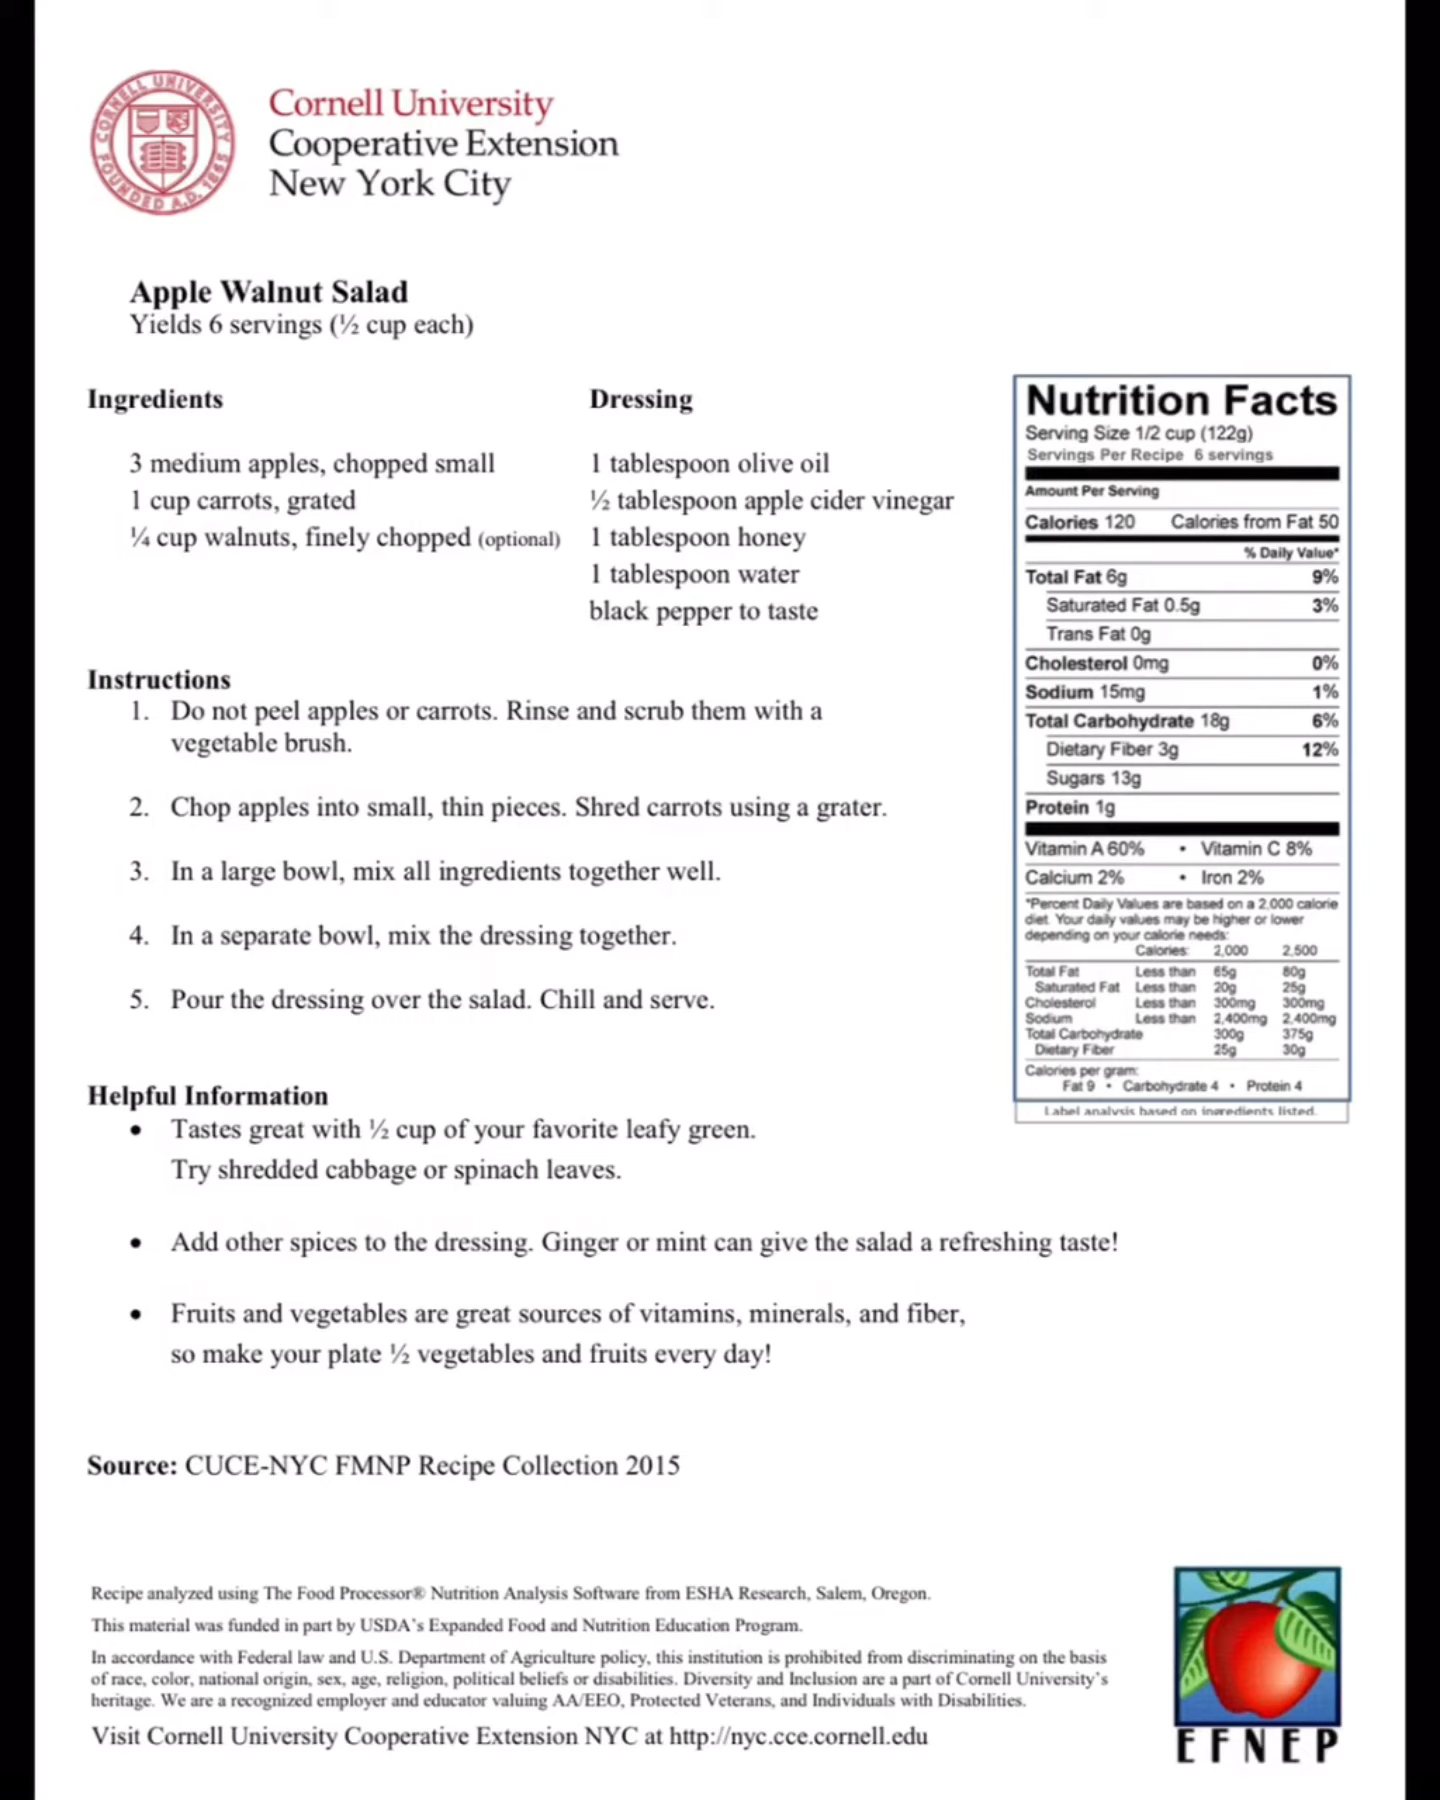 CORNELL UNIVERSITY
FOUNDED A.D. 1865
Cornell University
Cooperative Extension
New York City
Apple Walnut Salad
Yields 6 servings (½ cup each)
Ingredients
3 medium apples, chopped small
1 cup carrots, grated
¼ cup walnuts, finely chopped (optional)
Dressing
1 tablespoon olive oil
½ tablespoon apple cider vinegar
1 tablespoon honey
1 tablespoon water
black pepper to taste
Instructions
1. Do not peel apples or carrots. Rinse and scrub them with a
vegetable brush.
2. Chop apples into small, thin pieces. Shred carrots using a grater.
3. In a large bowl, mix all ingredients together well.
4. In a separate bowl, mix the dressing together.
5. Pour the dressing over the salad. Chill and serve.
Nutrition Facts
Serving Size 1/2 cup (122g)
Servings Per Recipe 6 servings
Amount Per Serving
Calories 120 Calories from Fat 50
% Daily Value*
Total Fat 6g 9%
Saturated Fat 0.5g 3%
Trans Fat 0g
Cholesterol 0mg 0%
Sodium 15mg 1%
Total Carbohydrate 18g 6%
Dietary Fiber 3g 12%
Sugars 13g
Protein 1g
Vitamin A 60% • Vitamin C 8%
Calcium 2% • Iron 2%
*Percent Daily Values are based on a 2,000 calorie
diet. Your daily values may be higher or lower
depending on your calorie needs:
Calories: 2,000 2,500
Total Fat Less than 65g 80g
Saturated Fat Less than 20g 25g
Cholesterol Less than 300mg 300mg
Sodium Less than 2,400mg 2,400mg
Total Carbohydrate 300g 375g
Dietary Fiber 25g 30g
Calories per gram:
Fat 9 • Carbohydrate 4 • Protein 4
Label analysis based on ingredients listed.
Helpful Information
• Tastes great with ½ cup of your favorite leafy green.
Try shredded cabbage or spinach leaves.
• Add other spices to the dressing. Ginger or mint can give the salad a refreshing taste!
• Fruits and vegetables are great sources of vitamins, minerals, and fiber,
so make your plate ½ vegetables and fruits every day!
Source: CUCE-NYC FMNP Recipe Collection 2015
Recipe analyzed using The Food Processor® Nutrition Analysis Software from ESHA Research, Salem, Oregon.
This material was funded in part by USDA's Expanded Food and Nutrition Education Program.
In accordance with Federal law and U.S. Department of Agriculture policy, this institution is prohibited from discriminating on the basis
of race, color, national origin, sex, age, religion, political beliefs or disabilities. Diversity and Inclusion are a part of Cornell University's
heritage. We are a recognized employer and educator valuing AA/EEO, Protected Veterans, and Individuals with Disabilities.
Visit Cornell University Cooperative Extension NYC at http://nyc.cce.cornell.edu
EFNEP